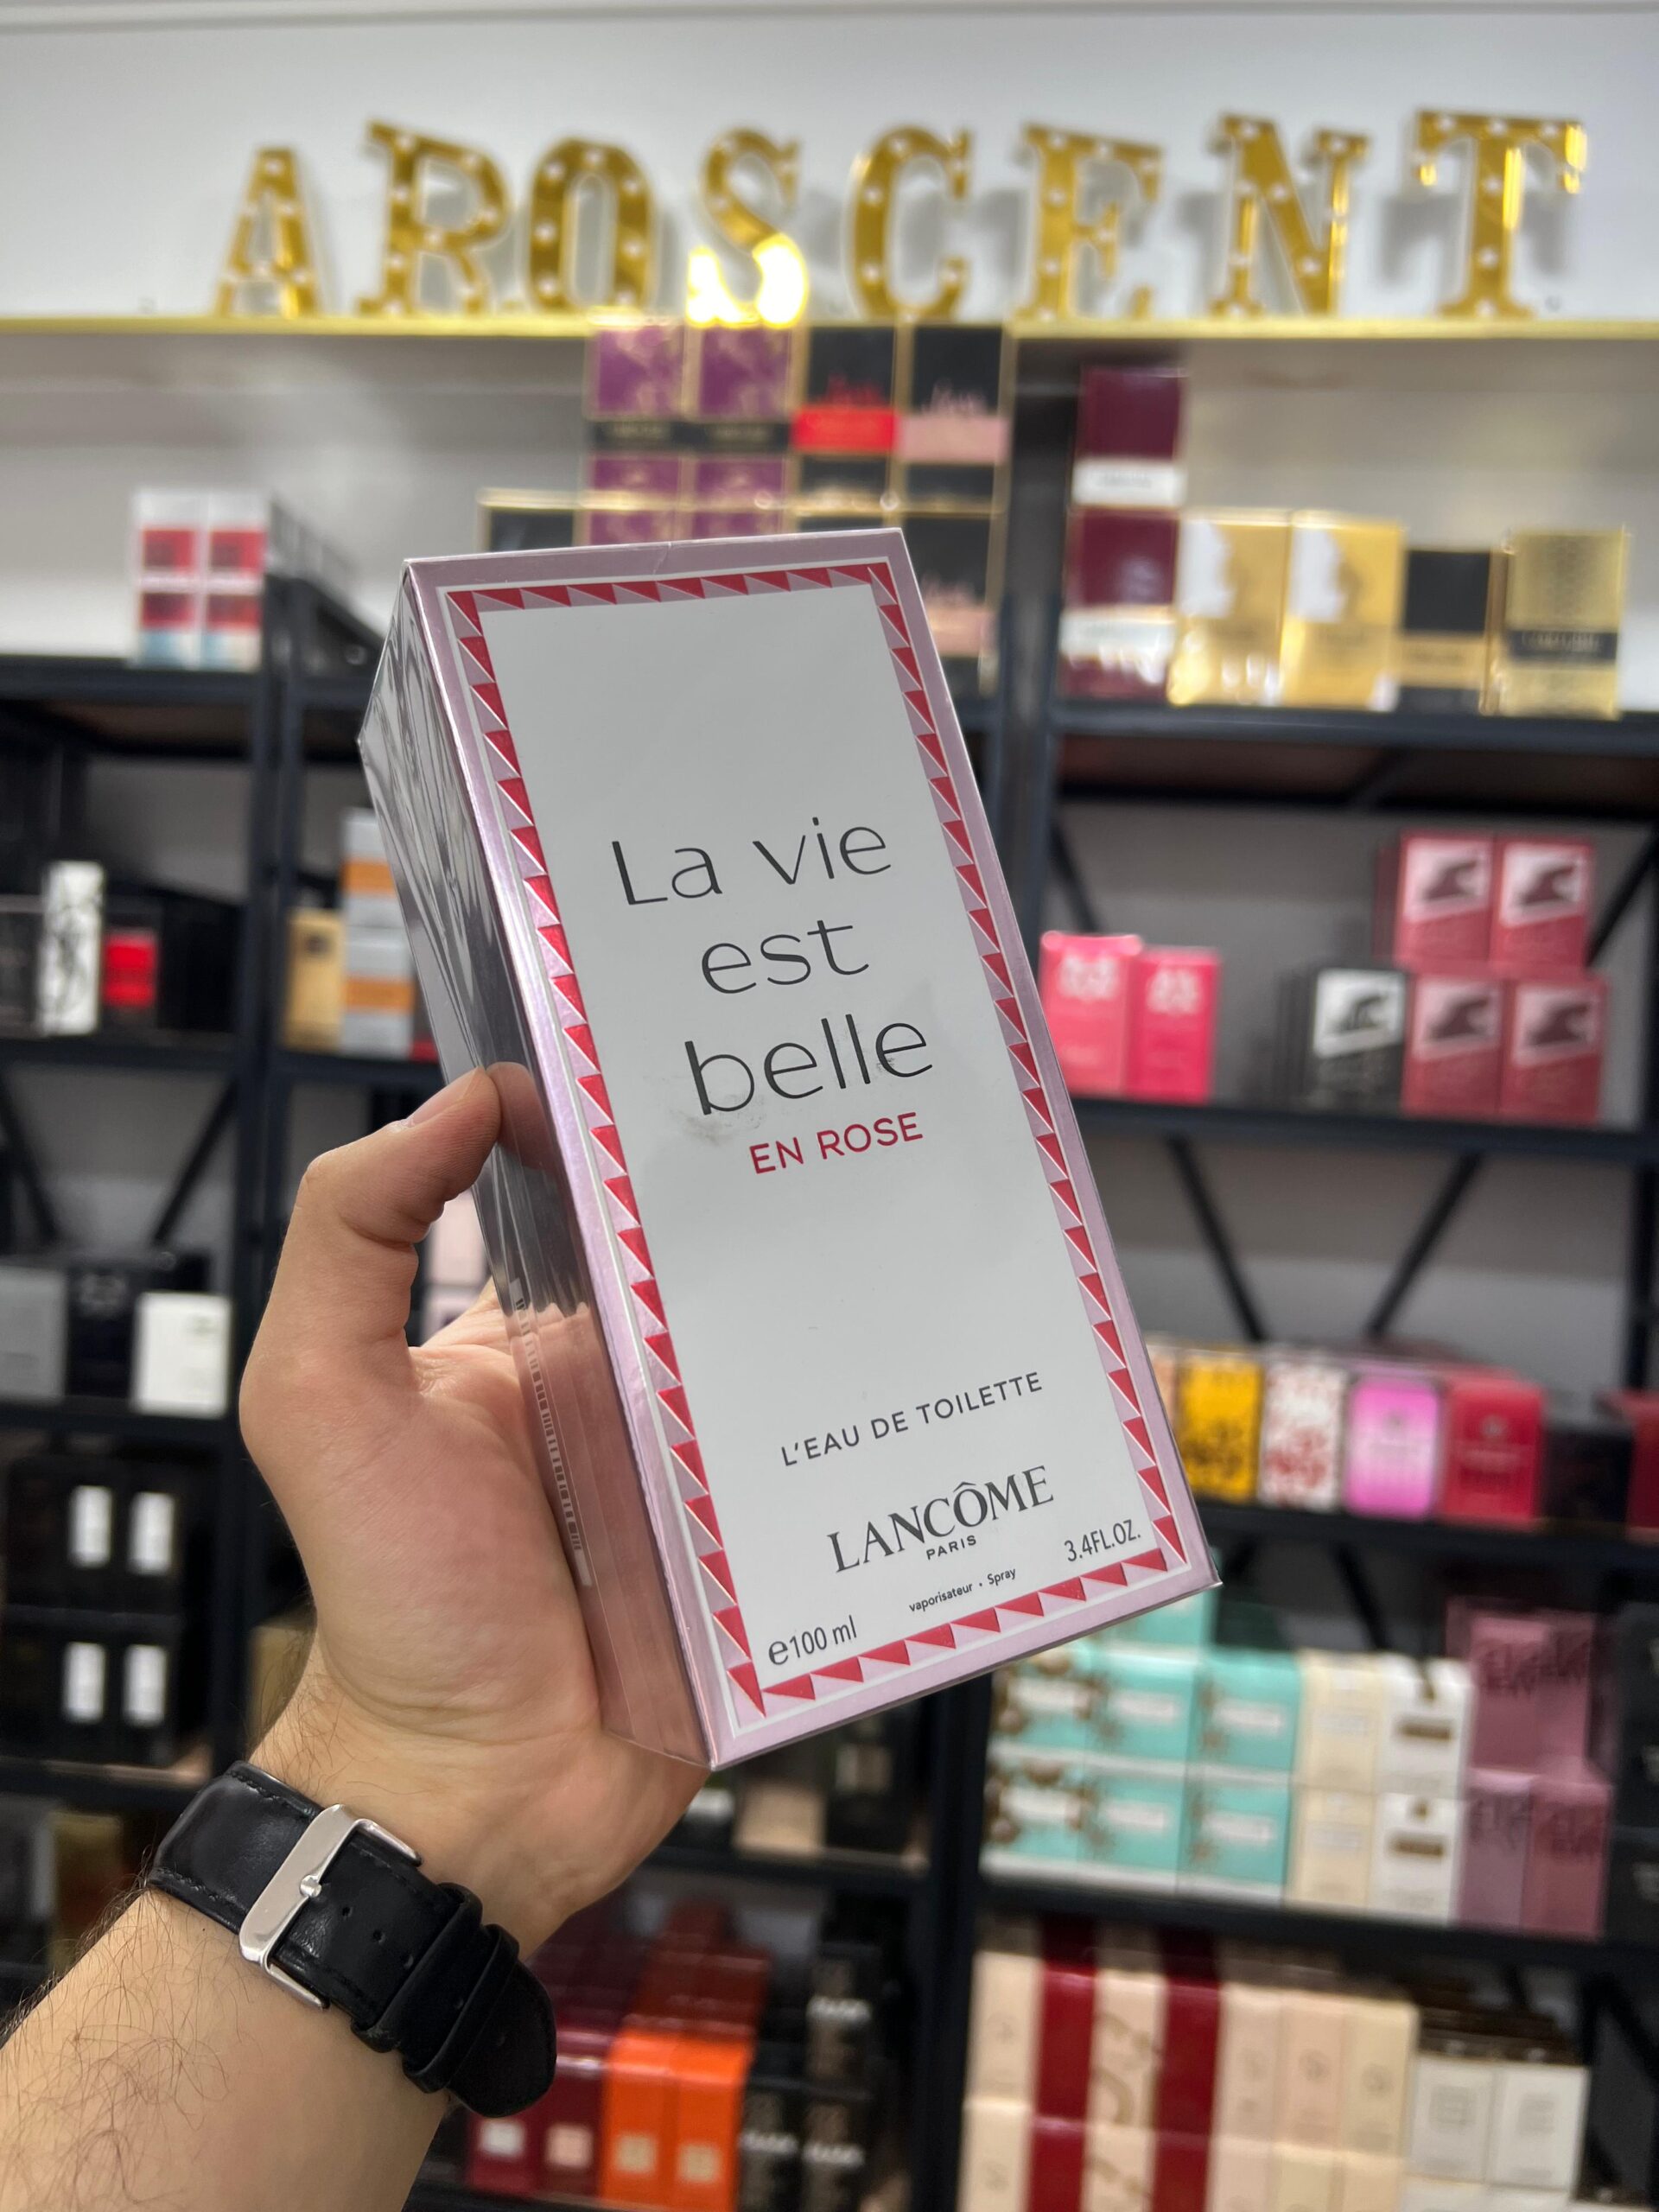 AROSCENT
La vie
est
belle
EN ROSE
L'EAU DE TOILETTE
LANCÔME
PARIS
vaporisateur • Spray
e100 ml
3.4FL.OZ.